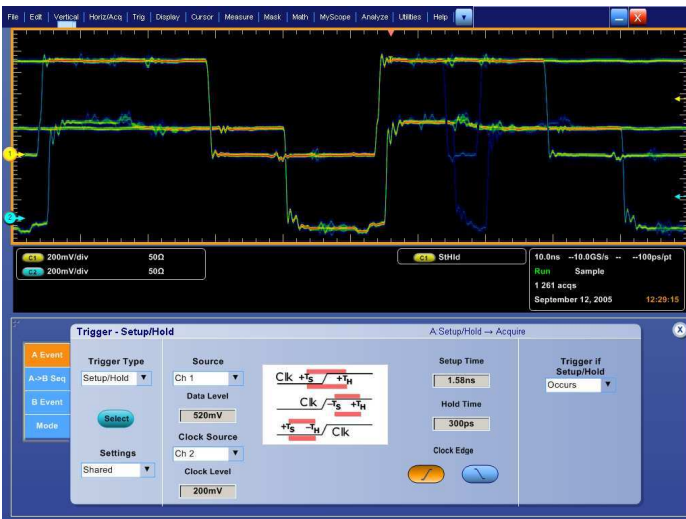 File | Edit | Vertical | Horiz/Acq | Trig | Display | Cursor | Measure | Mask | Math | MyScope | Analyze | Utilities | Help
1
2
C1 200mV/div 50Ω
C2 200mV/div 50Ω
C1 StHld
10.0ns --10.0GS/s -- --100ps/pt
Run Sample
1 261 acqs
September 12, 2005 12:29:15
Trigger - Setup/Hold
A:Setup/Hold → Acquire
X
A Event
A->B Seq
B Event
Mode
Trigger Type
Setup/Hold
Select
Settings
Shared
Source
Ch 1
Data Level
520mV
Clock Source
Ch 2
Clock Level
200mV
Clk +TS +TH
Clk -TS +TH
+TS -TH Clk
Setup Time
1.58ns
Hold Time
300ps
Clock Edge
Trigger if
Setup/Hold
Occurs